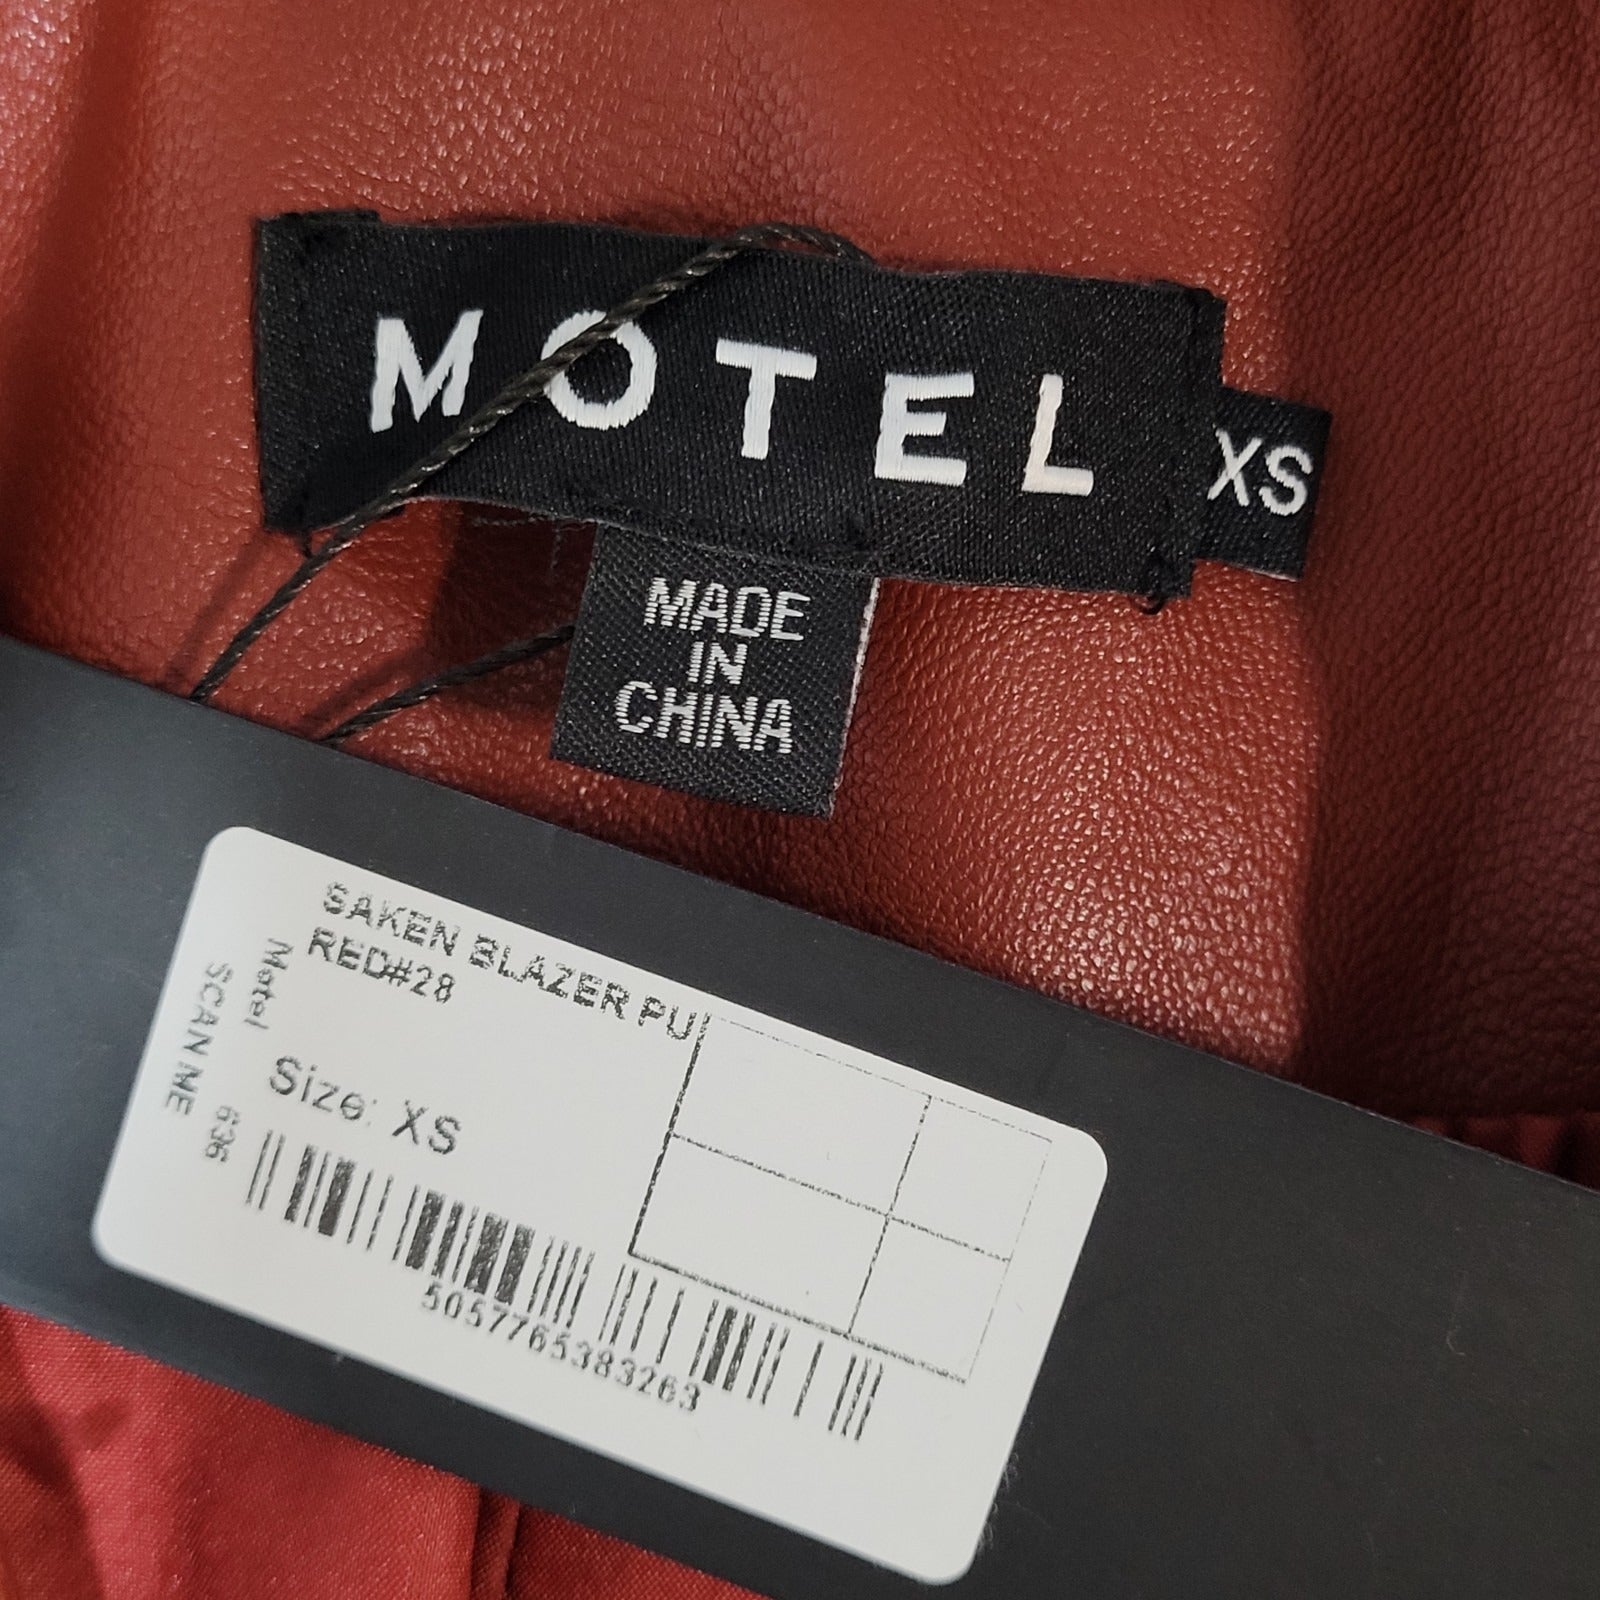 MOTEL
XS
MADE
IN
CHINA
SAKEN BLAZER PU
RED#28
Size: XS
Motel
SCAN ME
636
5057765383263